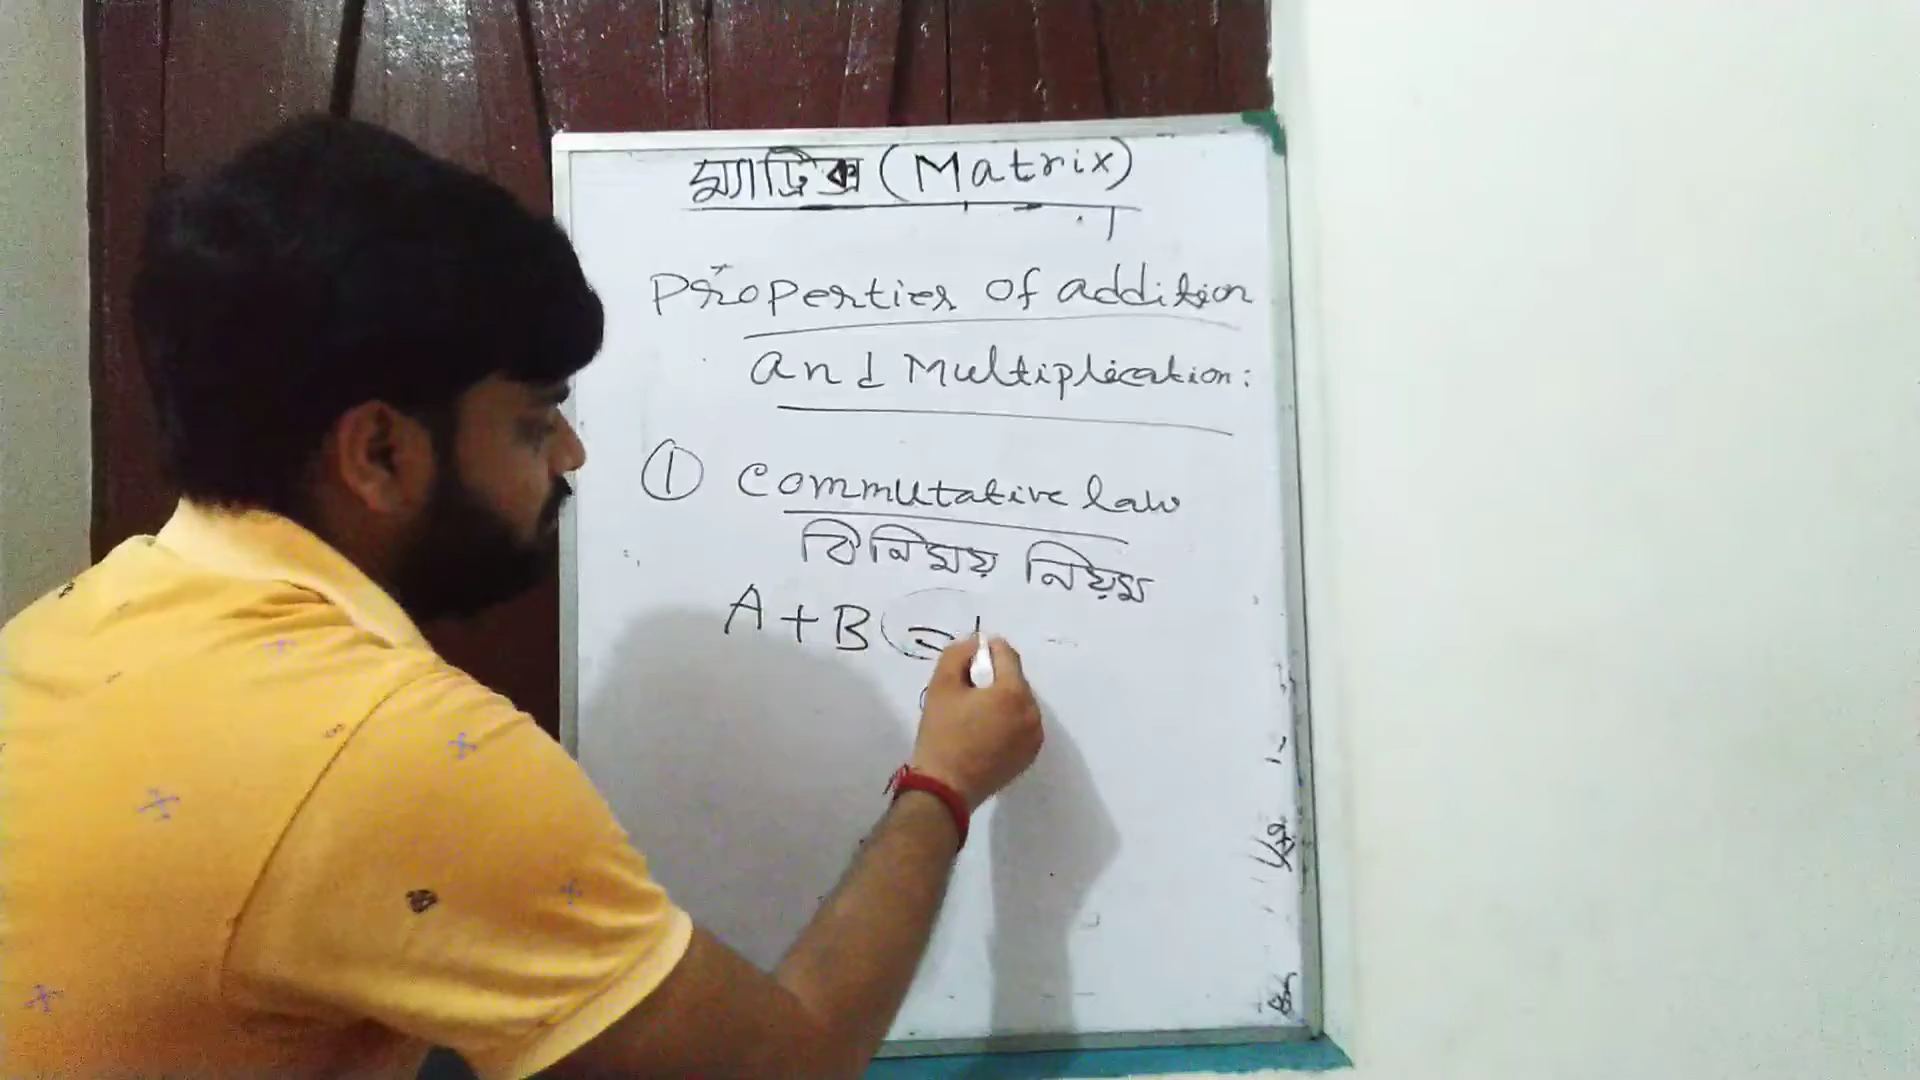 ম্যাট্রিক্স (Matrix)
Properties of addition
and Multiplication:
① Commutative law
বিনিময় নিয়ম
A + B =